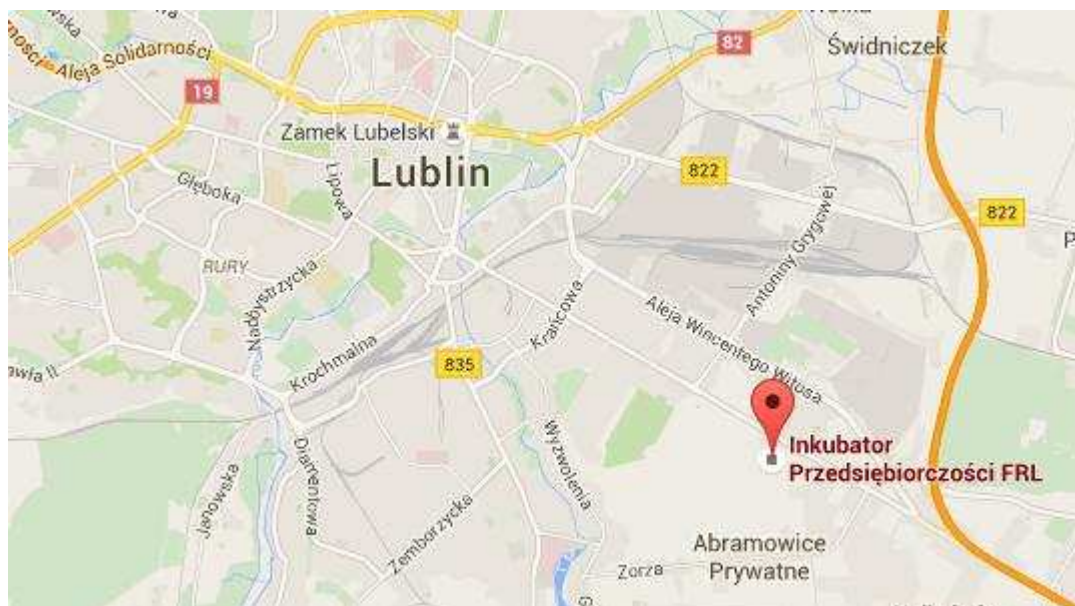 Aleja Solidarności
82
Świdniczek
19
Zamek Lubelski
Lublin
822
Głęboka
Lipowa
822
RURY
Nadbystrzycka
Antoniny Grygowej
Krańcowa
Aleja Wincentego Witosa
Krochmalna
835
Inkubator
Przedsiębiorczości FRL
Wyzwolenia
Diamentowa
Janowska
Zemborzycka
Abramowice
Prywatne
Zorza